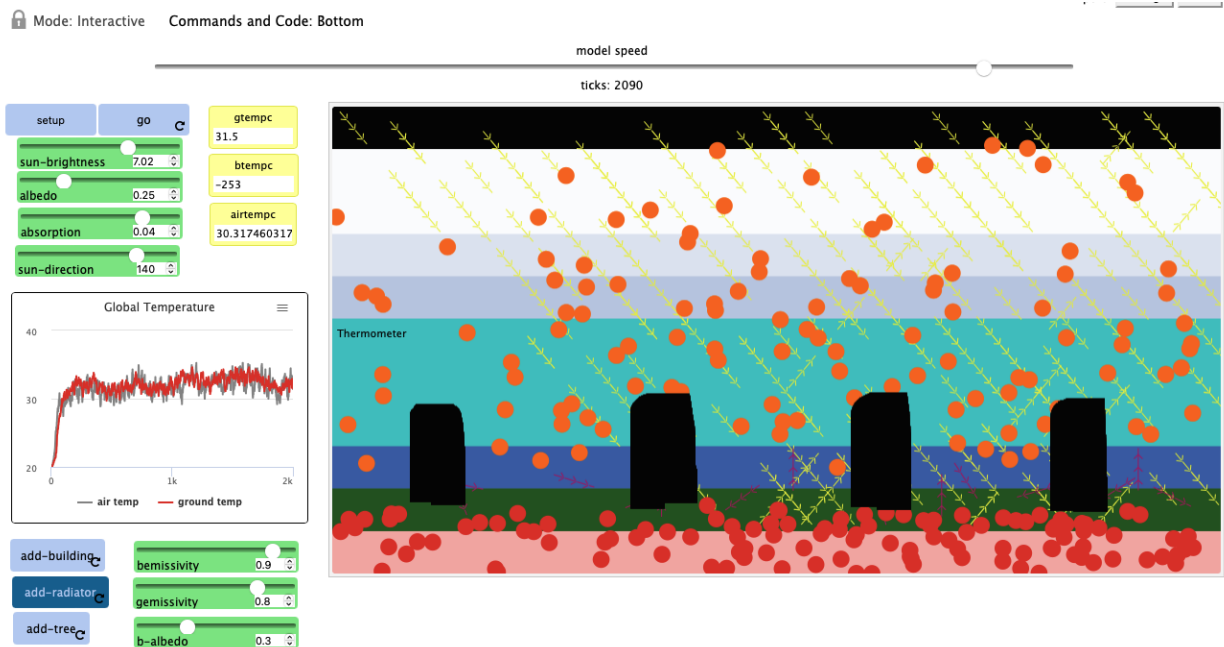 Mode: Interactive Commands and Code: Bottom
model speed
ticks: 2090
setup
go
gtempc
31.5
sun-brightness 7.02
btempc
-253
albedo 0.25
airtempc
30.317460317
absorption 0.04
sun-direction 140
Global Temperature
40
30
20
0 1k 2k
air temp ground temp
Thermometer
add-building
bemissivity 0.9
add-radiator
gemissivity 0.8
add-tree
b-albedo 0.3